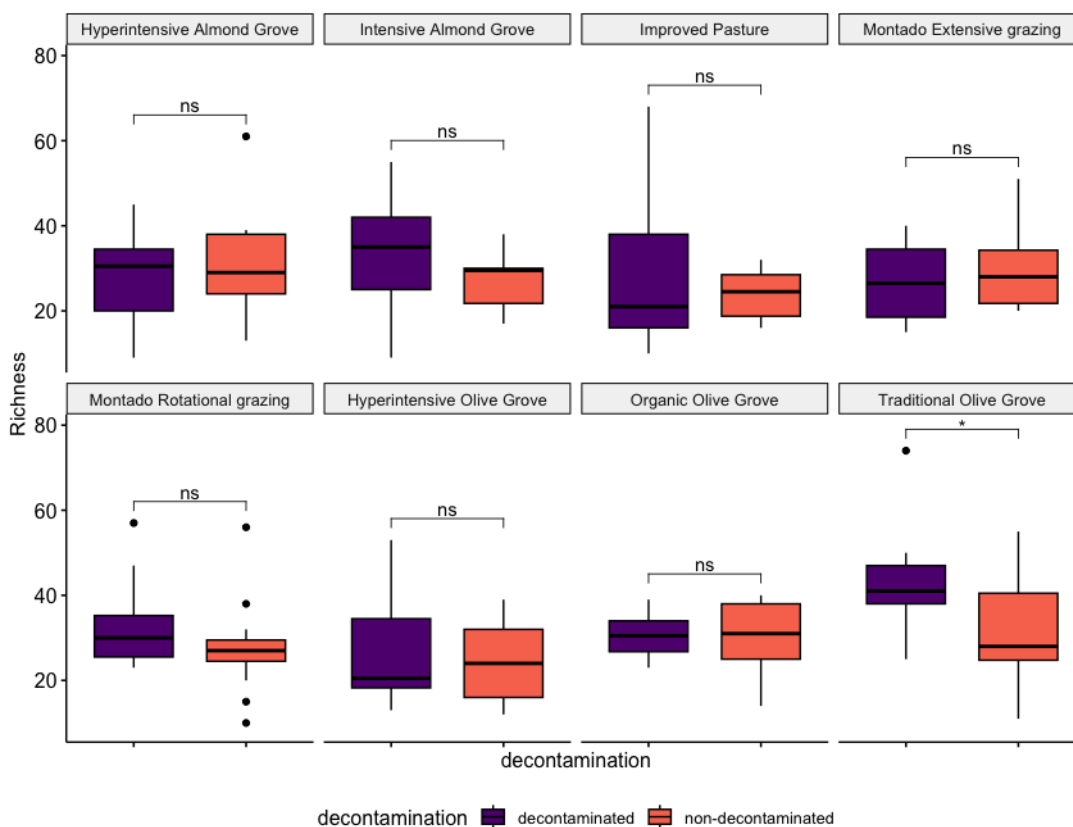 Hyperintensive Almond Grove Intensive Almond Grove Improved Pasture Montado Extensive grazing
80
60
40
20
ns ns ns ns
Richness
Montado Rotational grazing Hyperintensive Olive Grove Organic Olive Grove Traditional Olive Grove
80
60
40
20
ns ns ns *
decontamination
decontamination decontaminated non-decontaminated